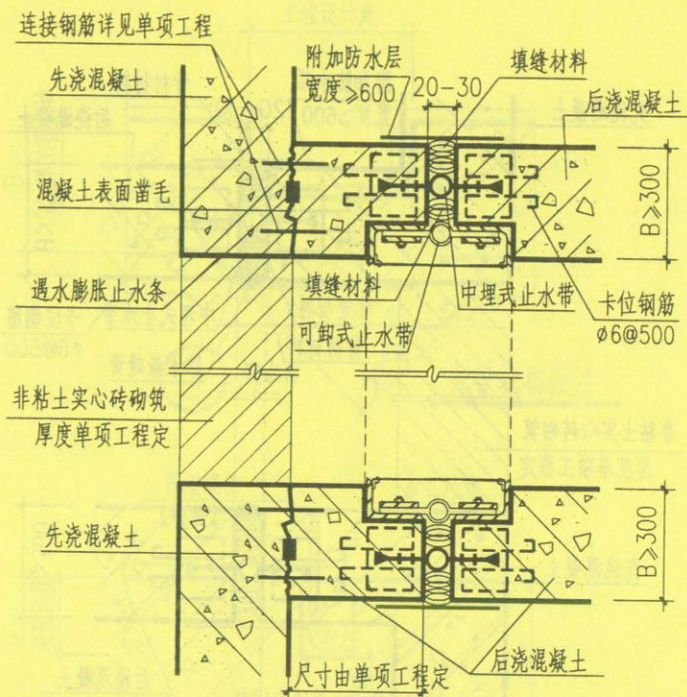 连接钢筋详见单项工程
附加防水层
宽度≥600
20-30
填缝材料
先浇混凝土
后浇混凝土
混凝土表面凿毛
B≥300
遇水膨胀止水条
填缝材料
中埋式止水带
卡位钢筋
ϕ6@500
可卸式止水带
非粘土实心砖砌筑
厚度单项工程定
先浇混凝土
B≥300
后浇混凝土
尺寸由单项工程定